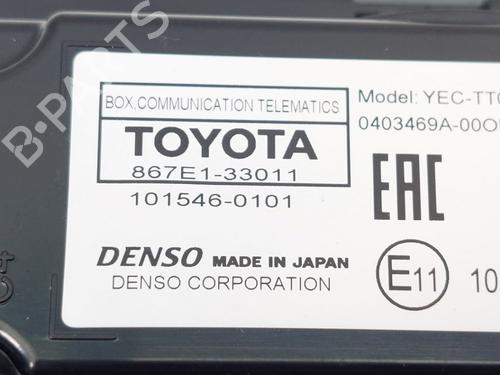 BOX,COMMUNICATION TELEMATICS
TOYOTA
867E1-33011
101546-0101
DENSO MADE IN JAPAN
DENSO CORPORATION
Model: YEC-TT
0403469A-00O
EAC
E11 10
B-PARTS